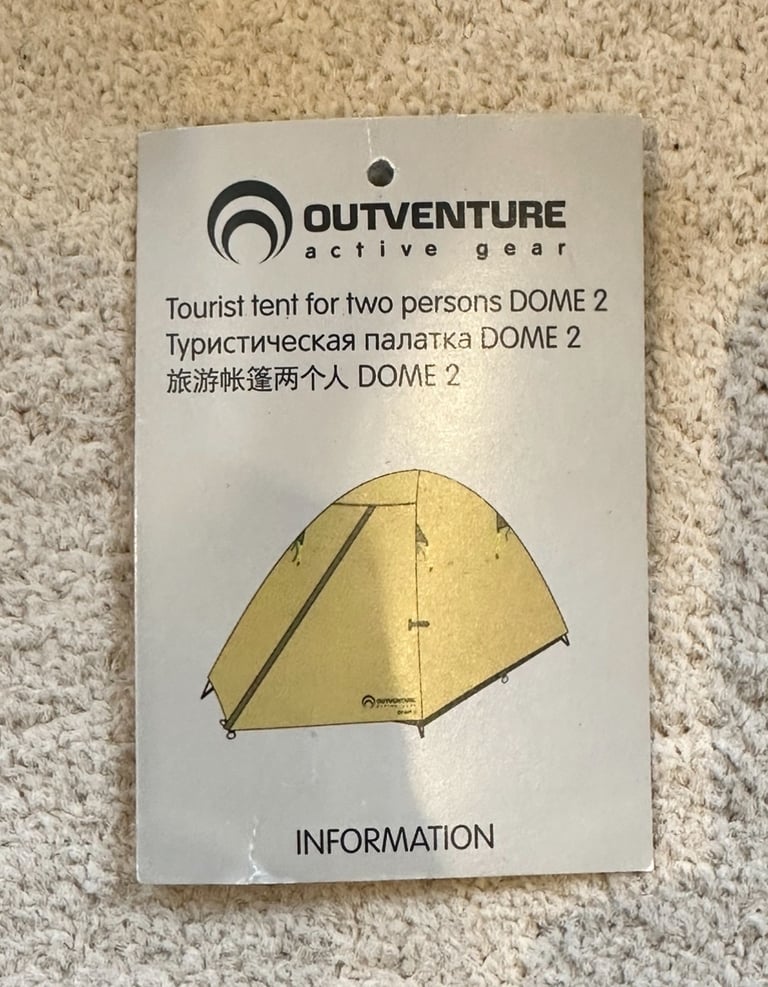 OUTVENTURE
active gear
Tourist tent for two persons DOME 2
Туристическая палатка DOME 2
旅游帐篷两个人 DOME 2
OUTVENTURE
INFORMATION